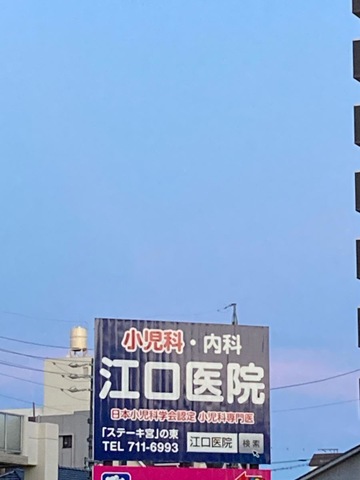 小児科・内科
江口医院
日本小児科学会認定 小児科専門医
「ステーキ宮」の東
TEL 711-6993
江口医院 検索